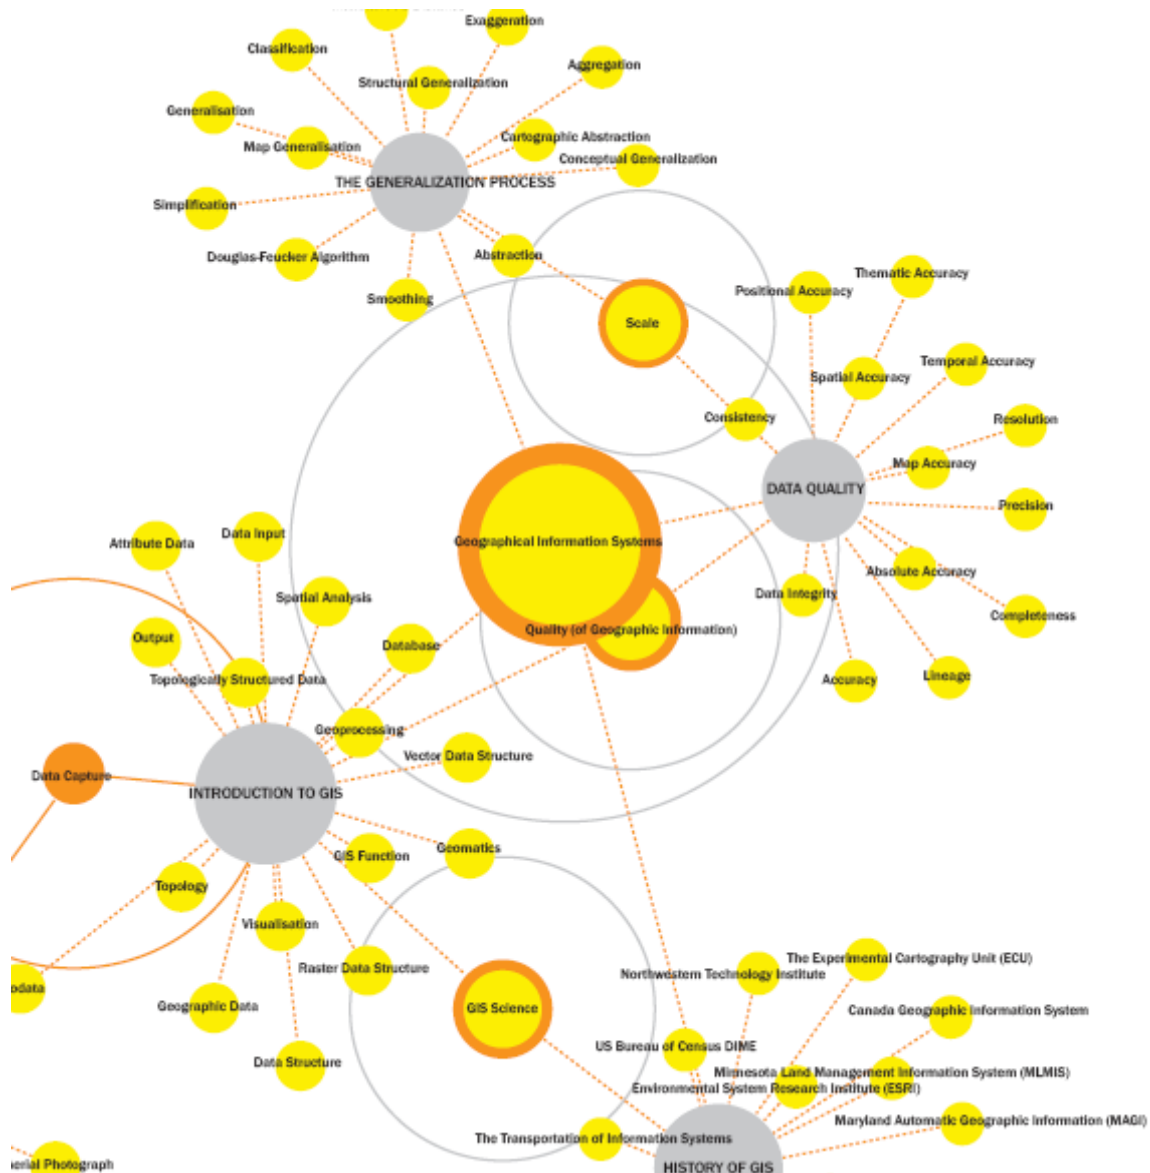 Exaggeration
Classification
Aggregation
Structural Generalization
Generalisation
Cartographic Abstraction
Map Generalisation
Conceptual Generalization
THE GENERALIZATION PROCESS
Simplification
Abstraction
Douglas-Feucker Algorithm
Thematic Accuracy
Positional Accuracy
Smoothing
Scale
Temporal Accuracy
Spatial Accuracy
Consistency
Resolution
Map Accuracy
DATA QUALITY
Precision
Data Input
Attribute Data
Geographical Information Systems
Absolute Accuracy
Data Integrity
Spatial Analysis
Completeness
Quality (of Geographic Information)
Output
Database
Lineage
Topologically Structured Data
Accuracy
Geoprocessing
Vector Data Structure
Data Capture
INTRODUCTION TO GIS
Geomatics
GIS Function
Topology
Visualisation
The Experimental Cartography Unit (ECU)
Raster Data Structure
Northwestern Technology Institute
odata
Geographic Data
GIS Science
Canada Geographic Information System
US Bureau of Census DIME
Data Structure
Minnesota Land Management Information System (MLMIS)
Environmental System Research Institute (ESRI)
Maryland Automatic Geographic Information (MAGI)
The Transportation of Information Systems
erial Photograph
HISTORY OF GIS